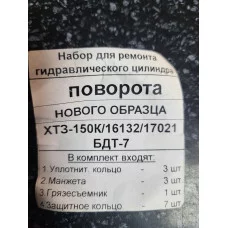 Набор для ремонта
гидравлического цилиндра
поворота
НОВОГО ОБРАЗЦА
ХТЗ-150К/16132/17021
БДТ-7
В комплект входят:
1 Уплотнит. кольцо - 3 шт
2 Манжета - 3 шт
3 Грязесъемник - 1 шт
4 Защитное кольцо - 7 шт